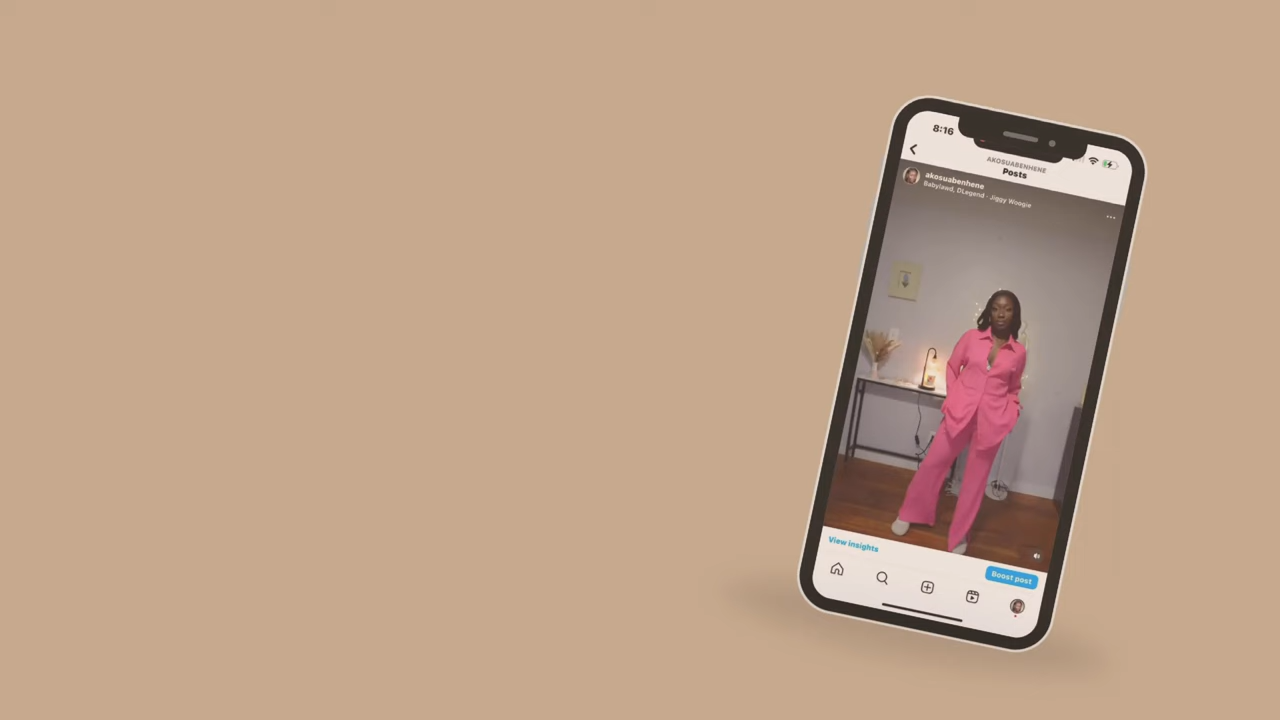 8:16
AKOSUABENHENE
Posts
akosuabenhene
Babylawd, DLegend · Jiggy Woogie
View insights
Boost post